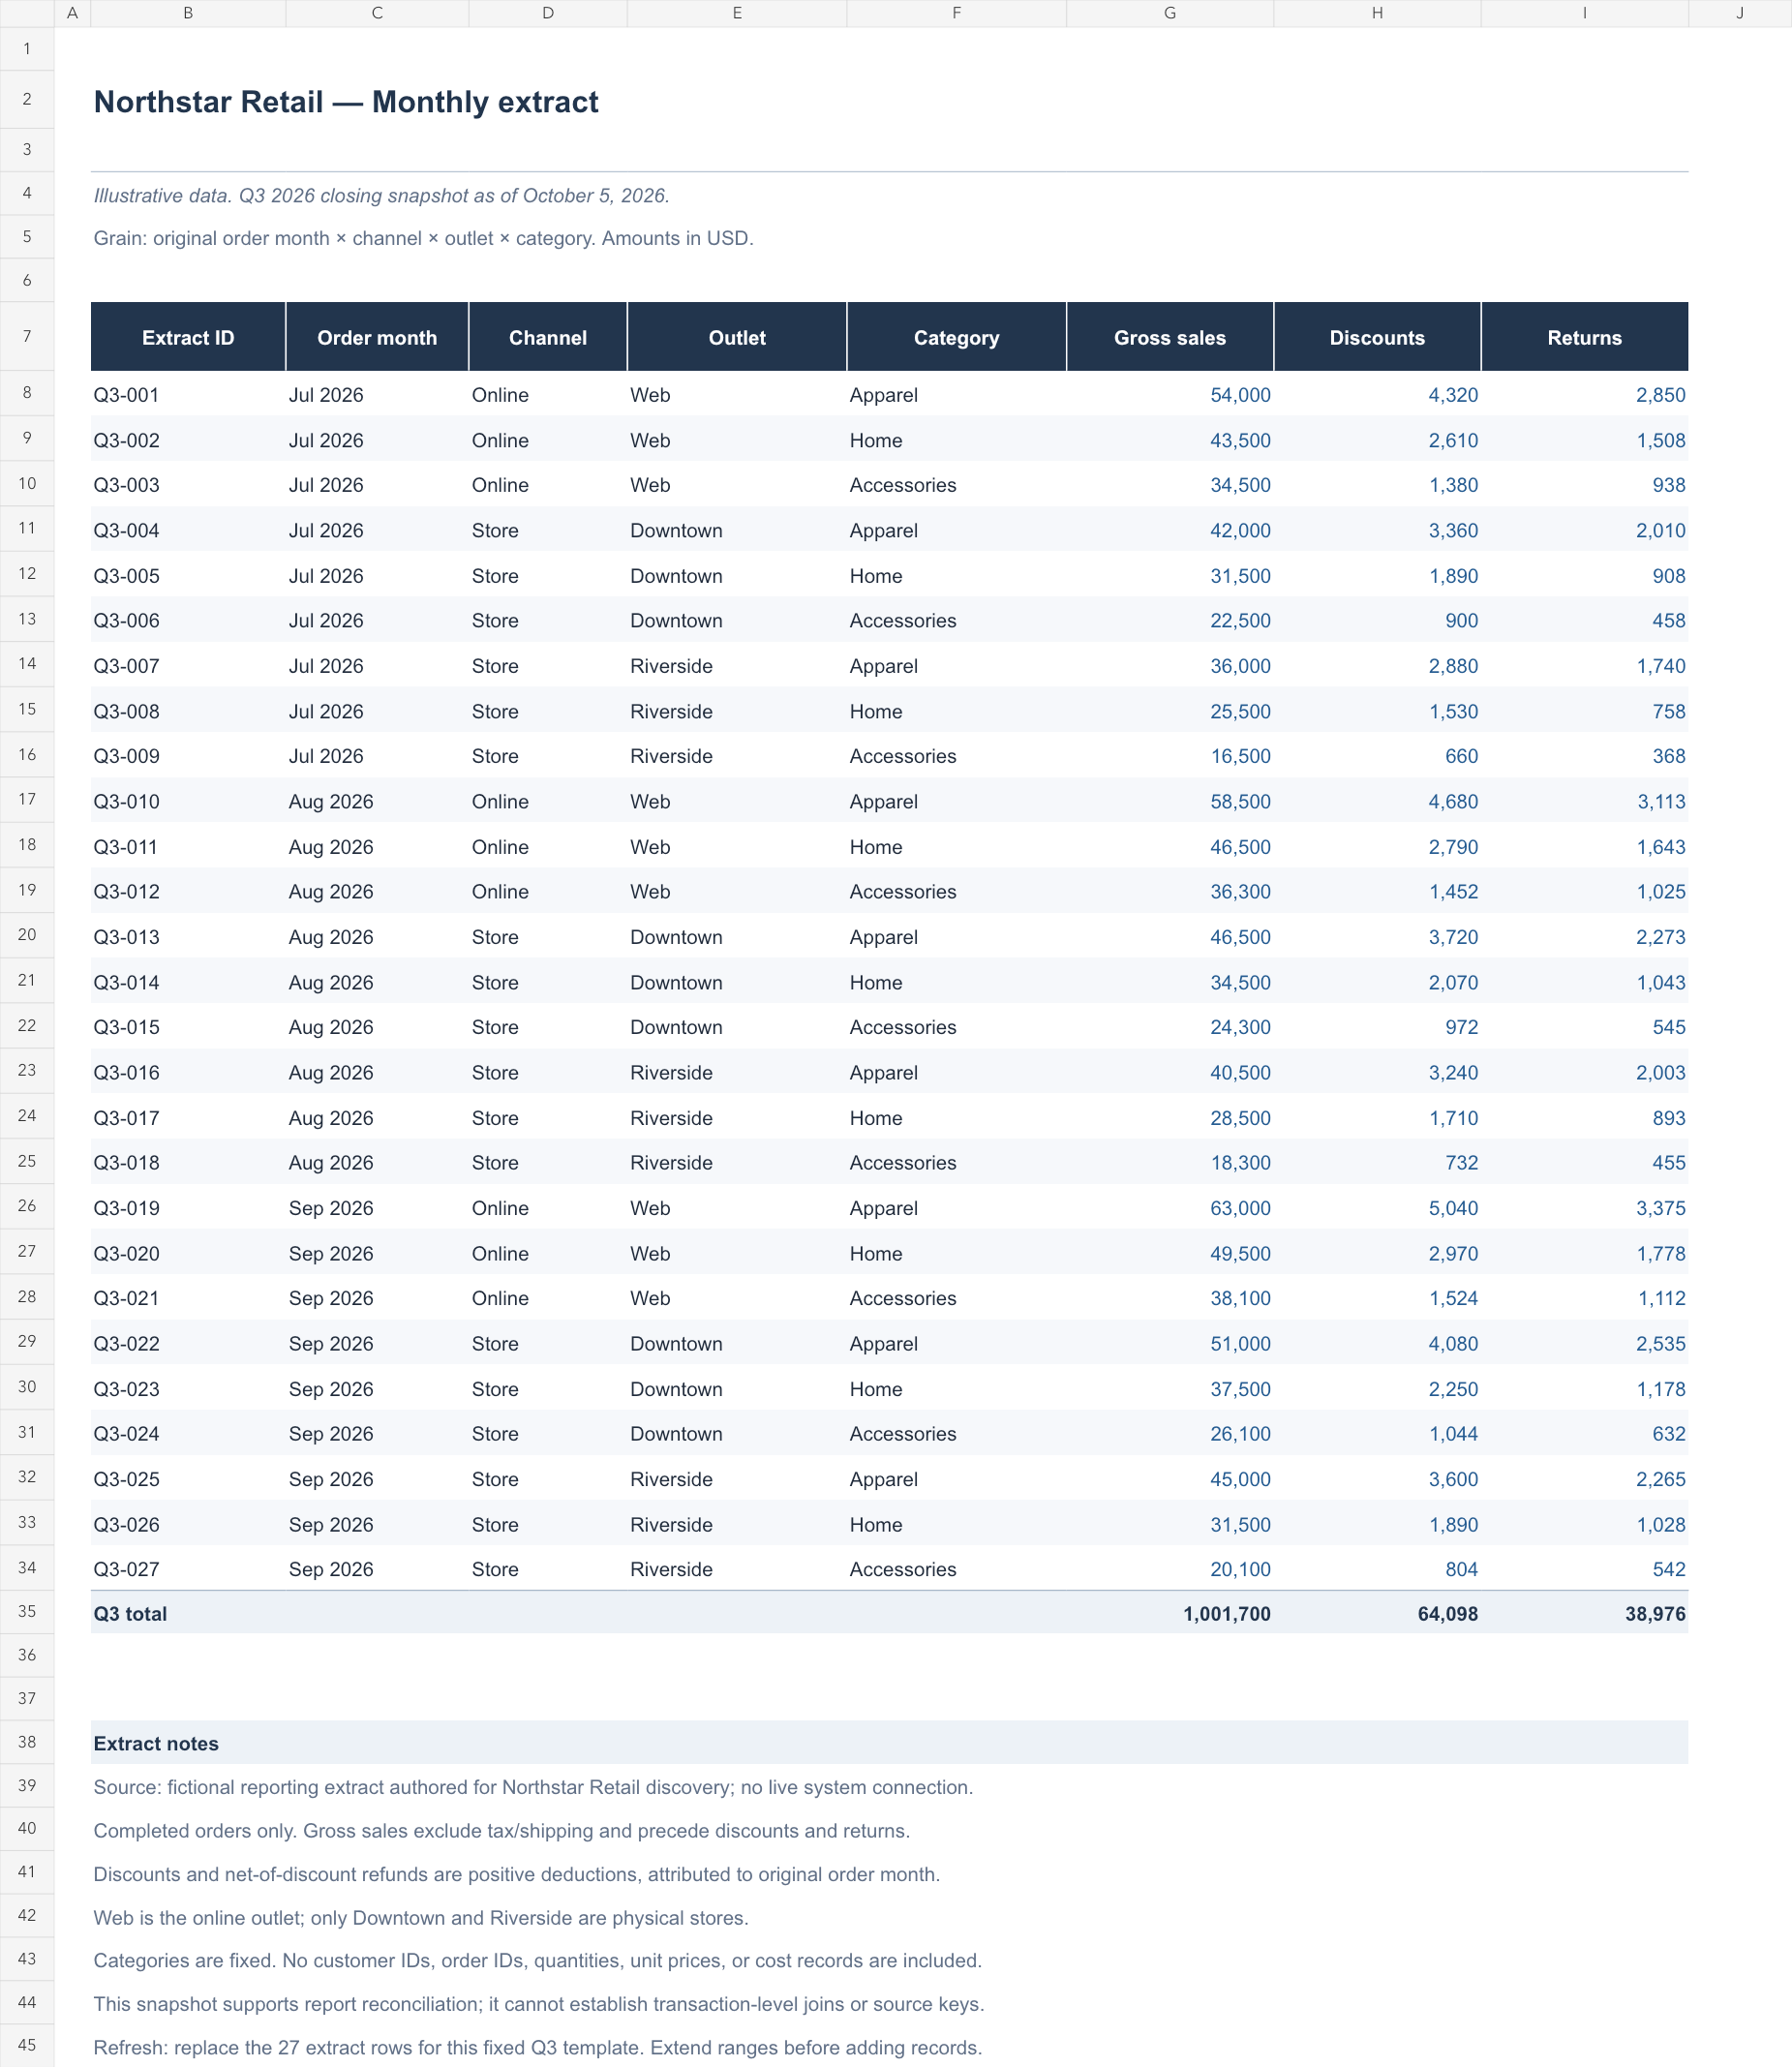 A B C D E F G H I J
1
2 Northstar Retail — Monthly extract
3
4 Illustrative data. Q3 2026 closing snapshot as of October 5, 2026.
5 Grain: original order month × channel × outlet × category. Amounts in USD.
6
7 Extract ID Order month Channel Outlet Category Gross sales Discounts Returns
8 Q3-001 Jul 2026 Online Web Apparel 54,000 4,320 2,850
9 Q3-002 Jul 2026 Online Web Home 43,500 2,610 1,508
10 Q3-003 Jul 2026 Online Web Accessories 34,500 1,380 938
11 Q3-004 Jul 2026 Store Downtown Apparel 42,000 3,360 2,010
12 Q3-005 Jul 2026 Store Downtown Home 31,500 1,890 908
13 Q3-006 Jul 2026 Store Downtown Accessories 22,500 900 458
14 Q3-007 Jul 2026 Store Riverside Apparel 36,000 2,880 1,740
15 Q3-008 Jul 2026 Store Riverside Home 25,500 1,530 758
16 Q3-009 Jul 2026 Store Riverside Accessories 16,500 660 368
17 Q3-010 Aug 2026 Online Web Apparel 58,500 4,680 3,113
18 Q3-011 Aug 2026 Online Web Home 46,500 2,790 1,643
19 Q3-012 Aug 2026 Online Web Accessories 36,300 1,452 1,025
20 Q3-013 Aug 2026 Store Downtown Apparel 46,500 3,720 2,273
21 Q3-014 Aug 2026 Store Downtown Home 34,500 2,070 1,043
22 Q3-015 Aug 2026 Store Downtown Accessories 24,300 972 545
23 Q3-016 Aug 2026 Store Riverside Apparel 40,500 3,240 2,003
24 Q3-017 Aug 2026 Store Riverside Home 28,500 1,710 893
25 Q3-018 Aug 2026 Store Riverside Accessories 18,300 732 455
26 Q3-019 Sep 2026 Online Web Apparel 63,000 5,040 3,375
27 Q3-020 Sep 2026 Online Web Home 49,500 2,970 1,778
28 Q3-021 Sep 2026 Online Web Accessories 38,100 1,524 1,112
29 Q3-022 Sep 2026 Store Downtown Apparel 51,000 4,080 2,535
30 Q3-023 Sep 2026 Store Downtown Home 37,500 2,250 1,178
31 Q3-024 Sep 2026 Store Downtown Accessories 26,100 1,044 632
32 Q3-025 Sep 2026 Store Riverside Apparel 45,000 3,600 2,265
33 Q3-026 Sep 2026 Store Riverside Home 31,500 1,890 1,028
34 Q3-027 Sep 2026 Store Riverside Accessories 20,100 804 542
35 Q3 total 1,001,700 64,098 38,976
36
37
38 Extract notes
39 Source: fictional reporting extract authored for Northstar Retail discovery; no live system connection.
40 Completed orders only. Gross sales exclude tax/shipping and precede discounts and returns.
41 Discounts and net-of-discount refunds are positive deductions, attributed to original order month.
42 Web is the online outlet; only Downtown and Riverside are physical stores.
43 Categories are fixed. No customer IDs, order IDs, quantities, unit prices, or cost records are included.
44 This snapshot supports report reconciliation; it cannot establish transaction-level joins or source keys.
45 Refresh: replace the 27 extract rows for this fixed Q3 template. Extend ranges before adding records.